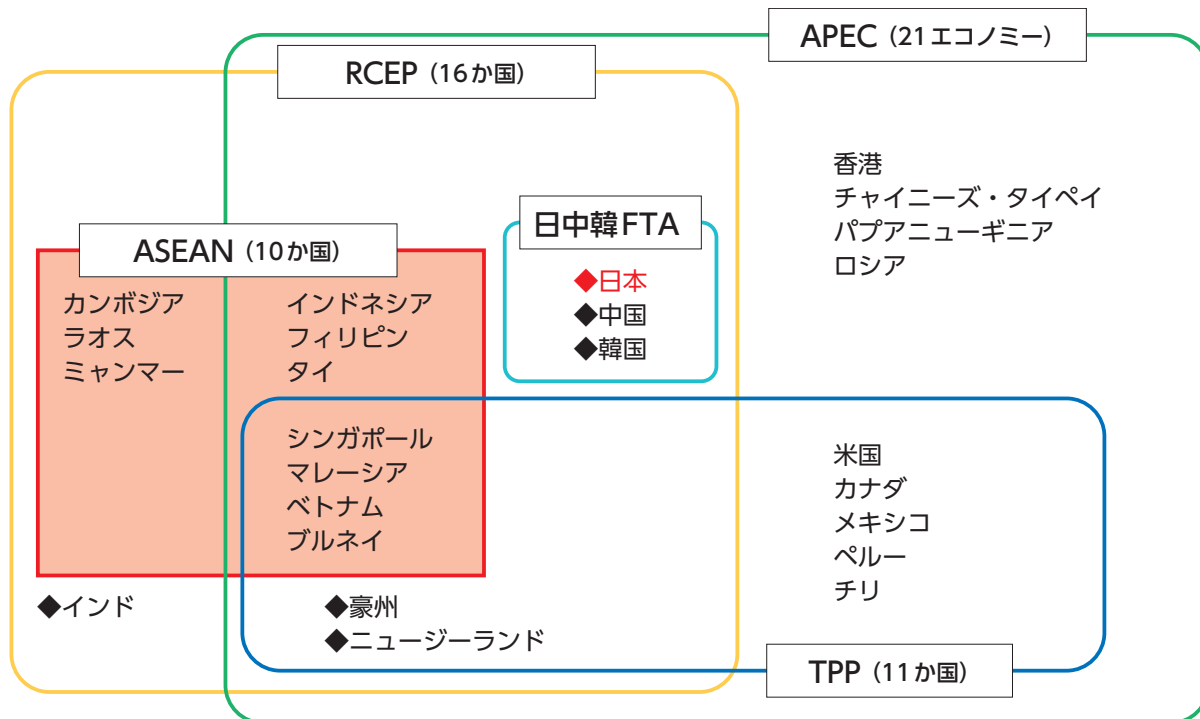 APEC（21エコノミー）
RCEP（16か国）
香港
チャイニーズ・タイペイ
パプアニューギニア
ロシア
日中韓FTA
◆日本
◆中国
◆韓国
ASEAN（10か国）
カンボジア
ラオス
ミャンマー
インドネシア
フィリピン
タイ
シンガポール
マレーシア
ベトナム
ブルネイ
米国
カナダ
メキシコ
ペルー
チリ
◆インド
◆豪州
◆ニュージーランド
TPP（11か国）